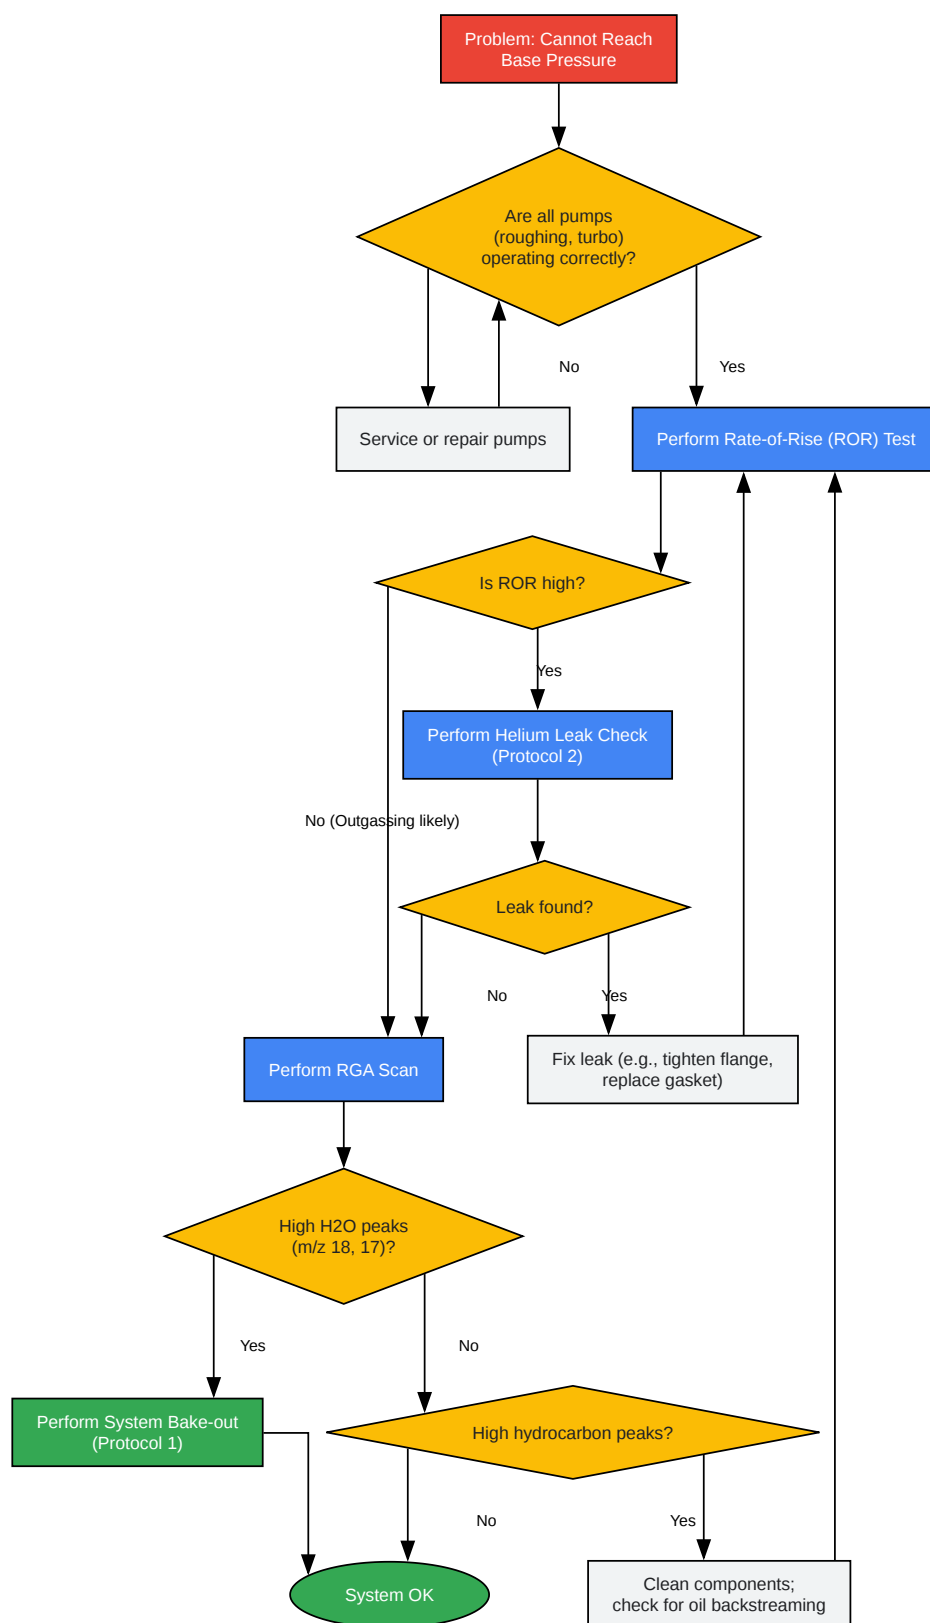 Problem: Cannot Reach
Base Pressure
Are all pumps
(roughing, turbo)
operating correctly?
No
Yes
Service or repair pumps
Perform Rate-of-Rise (ROR) Test
Is ROR high?
Yes
Perform Helium Leak Check
(Protocol 2)
No (Outgassing likely)
Leak found?
No
Yes
Fix leak (e.g., tighten flange,
replace gasket)
Perform RGA Scan
High H2O peaks
(m/z 18, 17)?
Yes
No
Perform System Bake-out
(Protocol 1)
High hydrocarbon peaks?
No
Yes
Clean components;
check for oil backstreaming
System OK